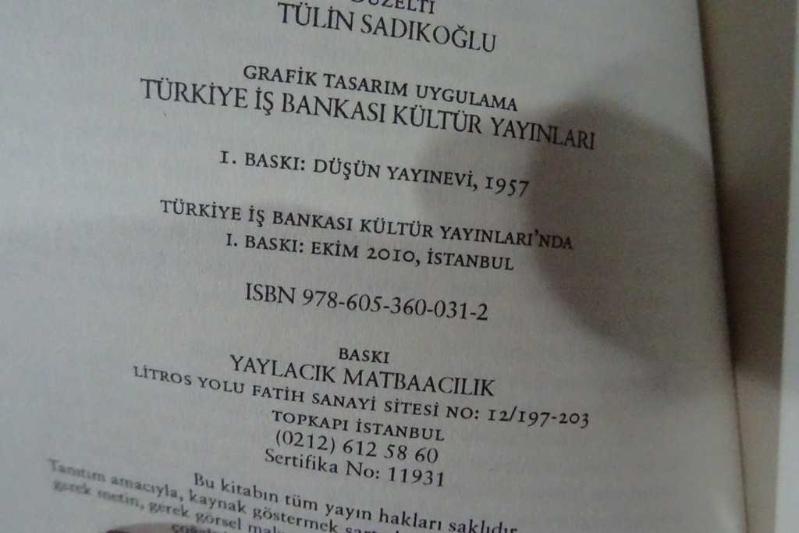 DÜZELTİ
TÜLİN SADIKOĞLU
GRAFİK TASARIM UYGULAMA
TÜRKİYE İŞ BANKASI KÜLTÜR YAYINLARI
I. BASKI: DÜŞÜN YAYINEVİ, 1957
TÜRKİYE İŞ BANKASI KÜLTÜR YAYINLARI'NDA
I. BASKI: EKİM 2010, İSTANBUL
ISBN 978-605-360-031-2
BASKI
YAYLACIK MATBAACILIK
LİTROS YOLU FATİH SANAYİ SİTESİ NO: 12/197-203
TOPKAPI İSTANBUL
(0212) 612 58 60
Sertifika No: 11931
Bu kitabın tüm yayın hakları saklıdır
Tanıtım amacıyla, kaynak göstermek
gerek metin, gerek görsel